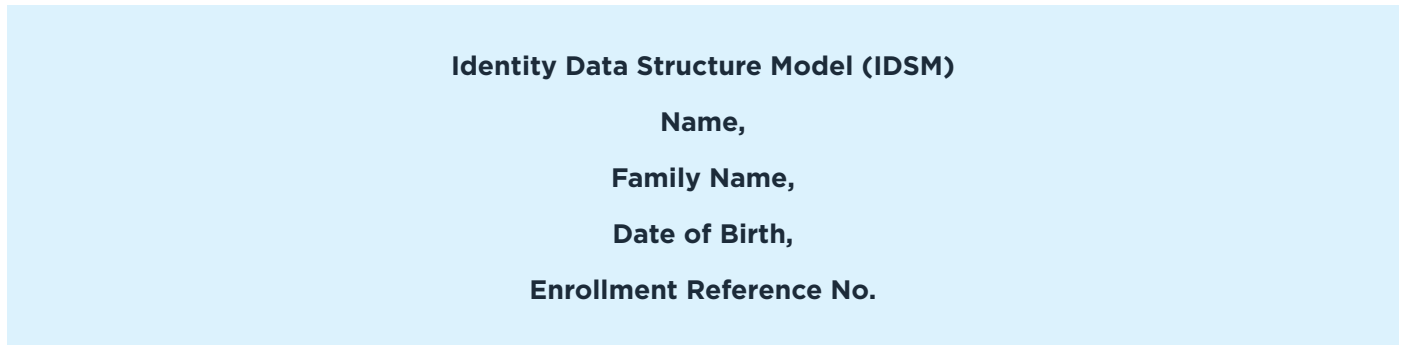 Identity Data Structure Model (IDSM)
Name,
Family Name,
Date of Birth,
Enrollment Reference No.